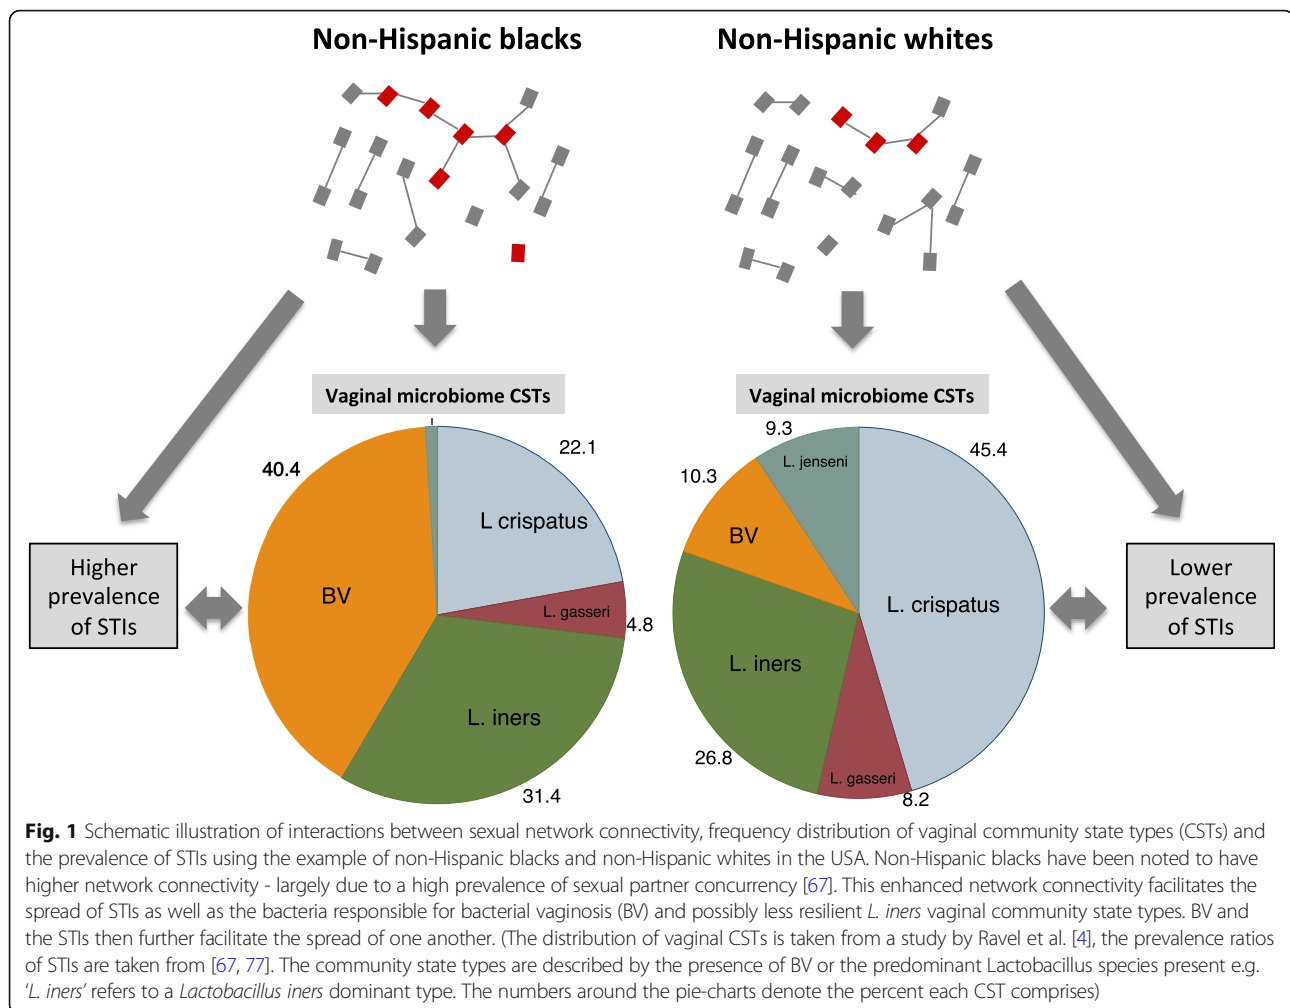 Non-Hispanic blacks
Non-Hispanic whites
Vaginal microbiome CSTs
Vaginal microbiome CSTs
22.1
40.4
L crispatus
BV
L. gasseri
4.8
L. iners
31.4
9.3
L. jenseni
45.4
10.3
BV
L. crispatus
L. iners
26.8
L. gasseri
8.2
Higher
prevalence
of STIs
Lower
prevalence
of STIs
Fig. 1 Schematic illustration of interactions between sexual network connectivity, frequency distribution of vaginal community state types (CSTs) and
the prevalence of STIs using the example of non-Hispanic blacks and non-Hispanic whites in the USA. Non-Hispanic blacks have been noted to have
higher network connectivity - largely due to a high prevalence of sexual partner concurrency [67]. This enhanced network connectivity facilitates the
spread of STIs as well as the bacteria responsible for bacterial vaginosis (BV) and possibly less resilient L. iners vaginal community state types. BV and
the STIs then further facilitate the spread of one another. (The distribution of vaginal CSTs is taken from a study by Ravel et al. [4], the prevalence ratios
of STIs are taken from [67, 77]. The community state types are described by the presence of BV or the predominant Lactobacillus species present e.g.
‘L. iners’ refers to a Lactobacillus iners dominant type. The numbers around the pie-charts denote the percent each CST comprises)